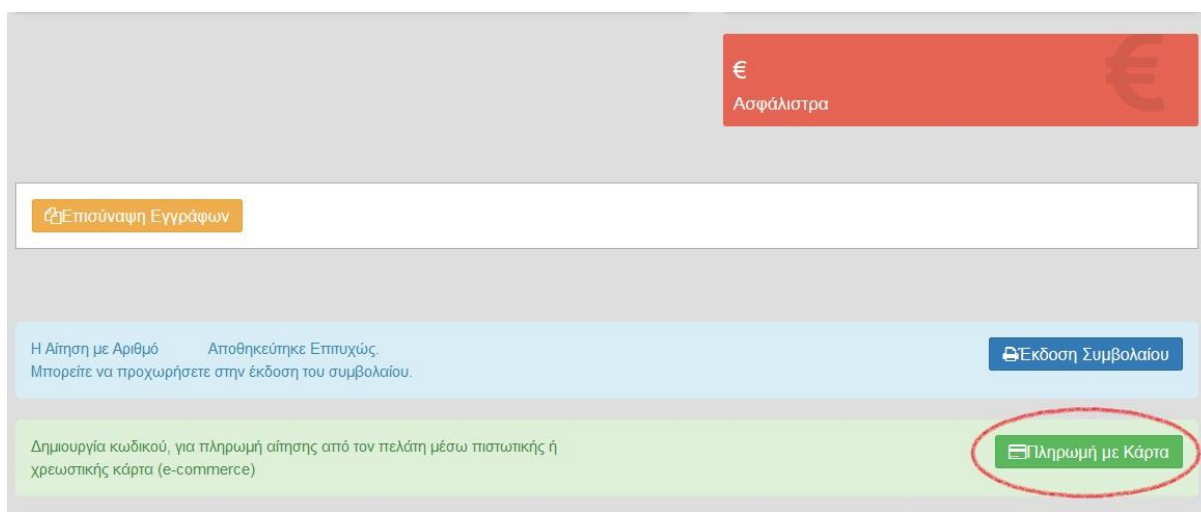 €
Ασφάλιστρα
Επισύναψη Εγγράφων
Η Αίτηση με Αριθμό Αποθηκεύτηκε Επιτυχώς.
Μπορείτε να προχωρήσετε στην έκδοση του συμβολαίου.
Έκδοση Συμβολαίου
Δημιουργία κωδικού, για πληρωμή αίτησης από τον πελάτη μέσω πιστωτικής ή
χρεωστικής κάρτα (e-commerce)
Πληρωμή με Κάρτα